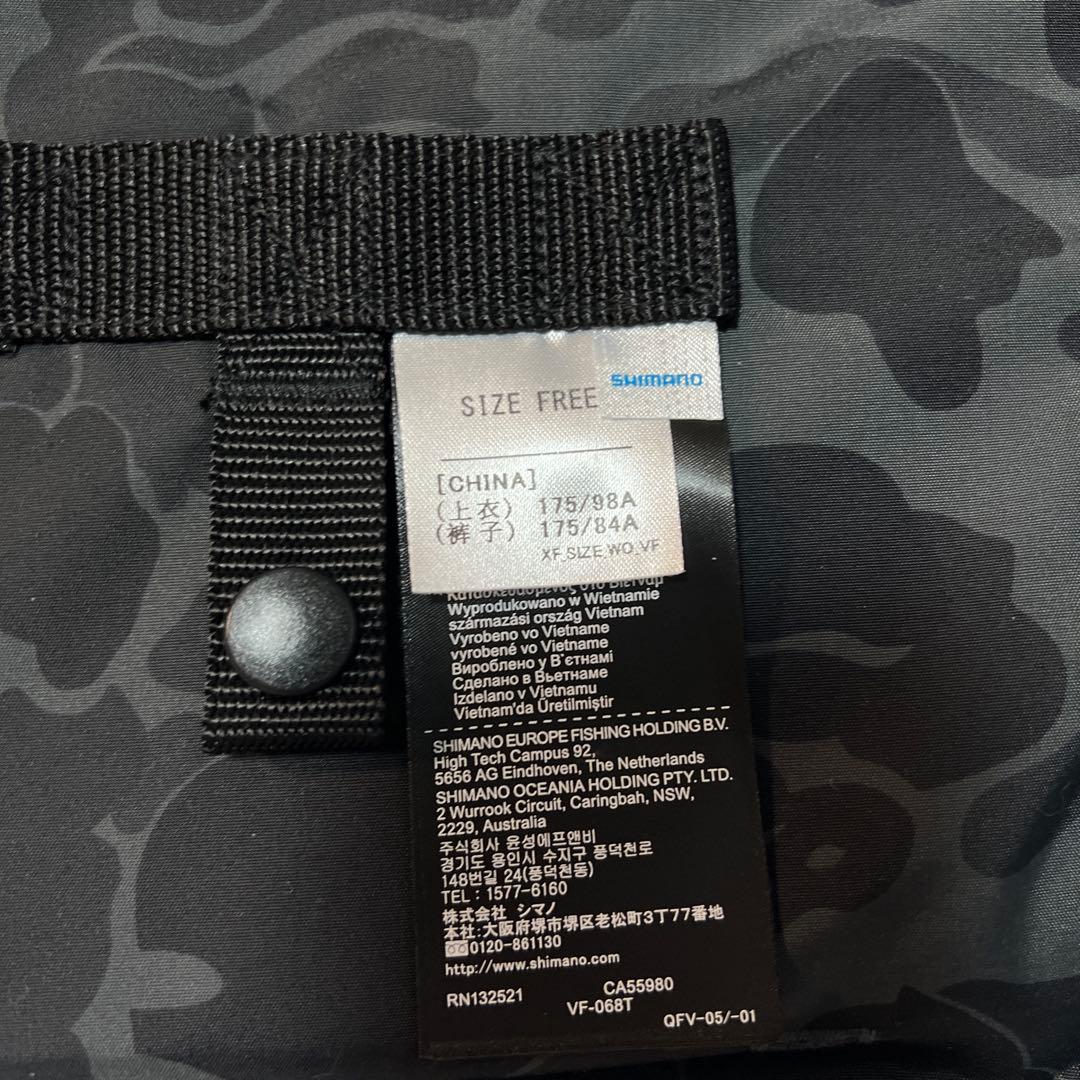 SHIMANO
SIZE FREE
[CHINA]
(上衣) 175/98A
(裤子) 175/84A
XF_SIZE_WO_VF
Κατασκευασμένος στο Βιετνάμ
Wyprodukowano w Wietnamie
származási ország Vietnam
Vyrobeno vo Vietname
vyrobené vo Vietname
Вироблено у В'єтнамі
Сделано в Вьетнаме
Izdelano v Vietnamu
Vietnam'da Üretilmiştir
SHIMANO EUROPE FISHING HOLDING B.V.
High Tech Campus 92,
5656 AG Eindhoven, The Netherlands
SHIMANO OCEANIA HOLDING PTY. LTD.
2 Wurrook Circuit, Caringbah, NSW,
2229, Australia
주식회사 윤성에프앤비
경기도 용인시 수지구 풍덕천로
148번길 24(풍덕천동)
TEL : 1577-6160
株式会社 シマノ
本社:大阪府堺市堺区老松町3丁77番地
0120-861130
http://www.shimano.com
RN132521 CA55980
VF-068T
QFV-05/-01